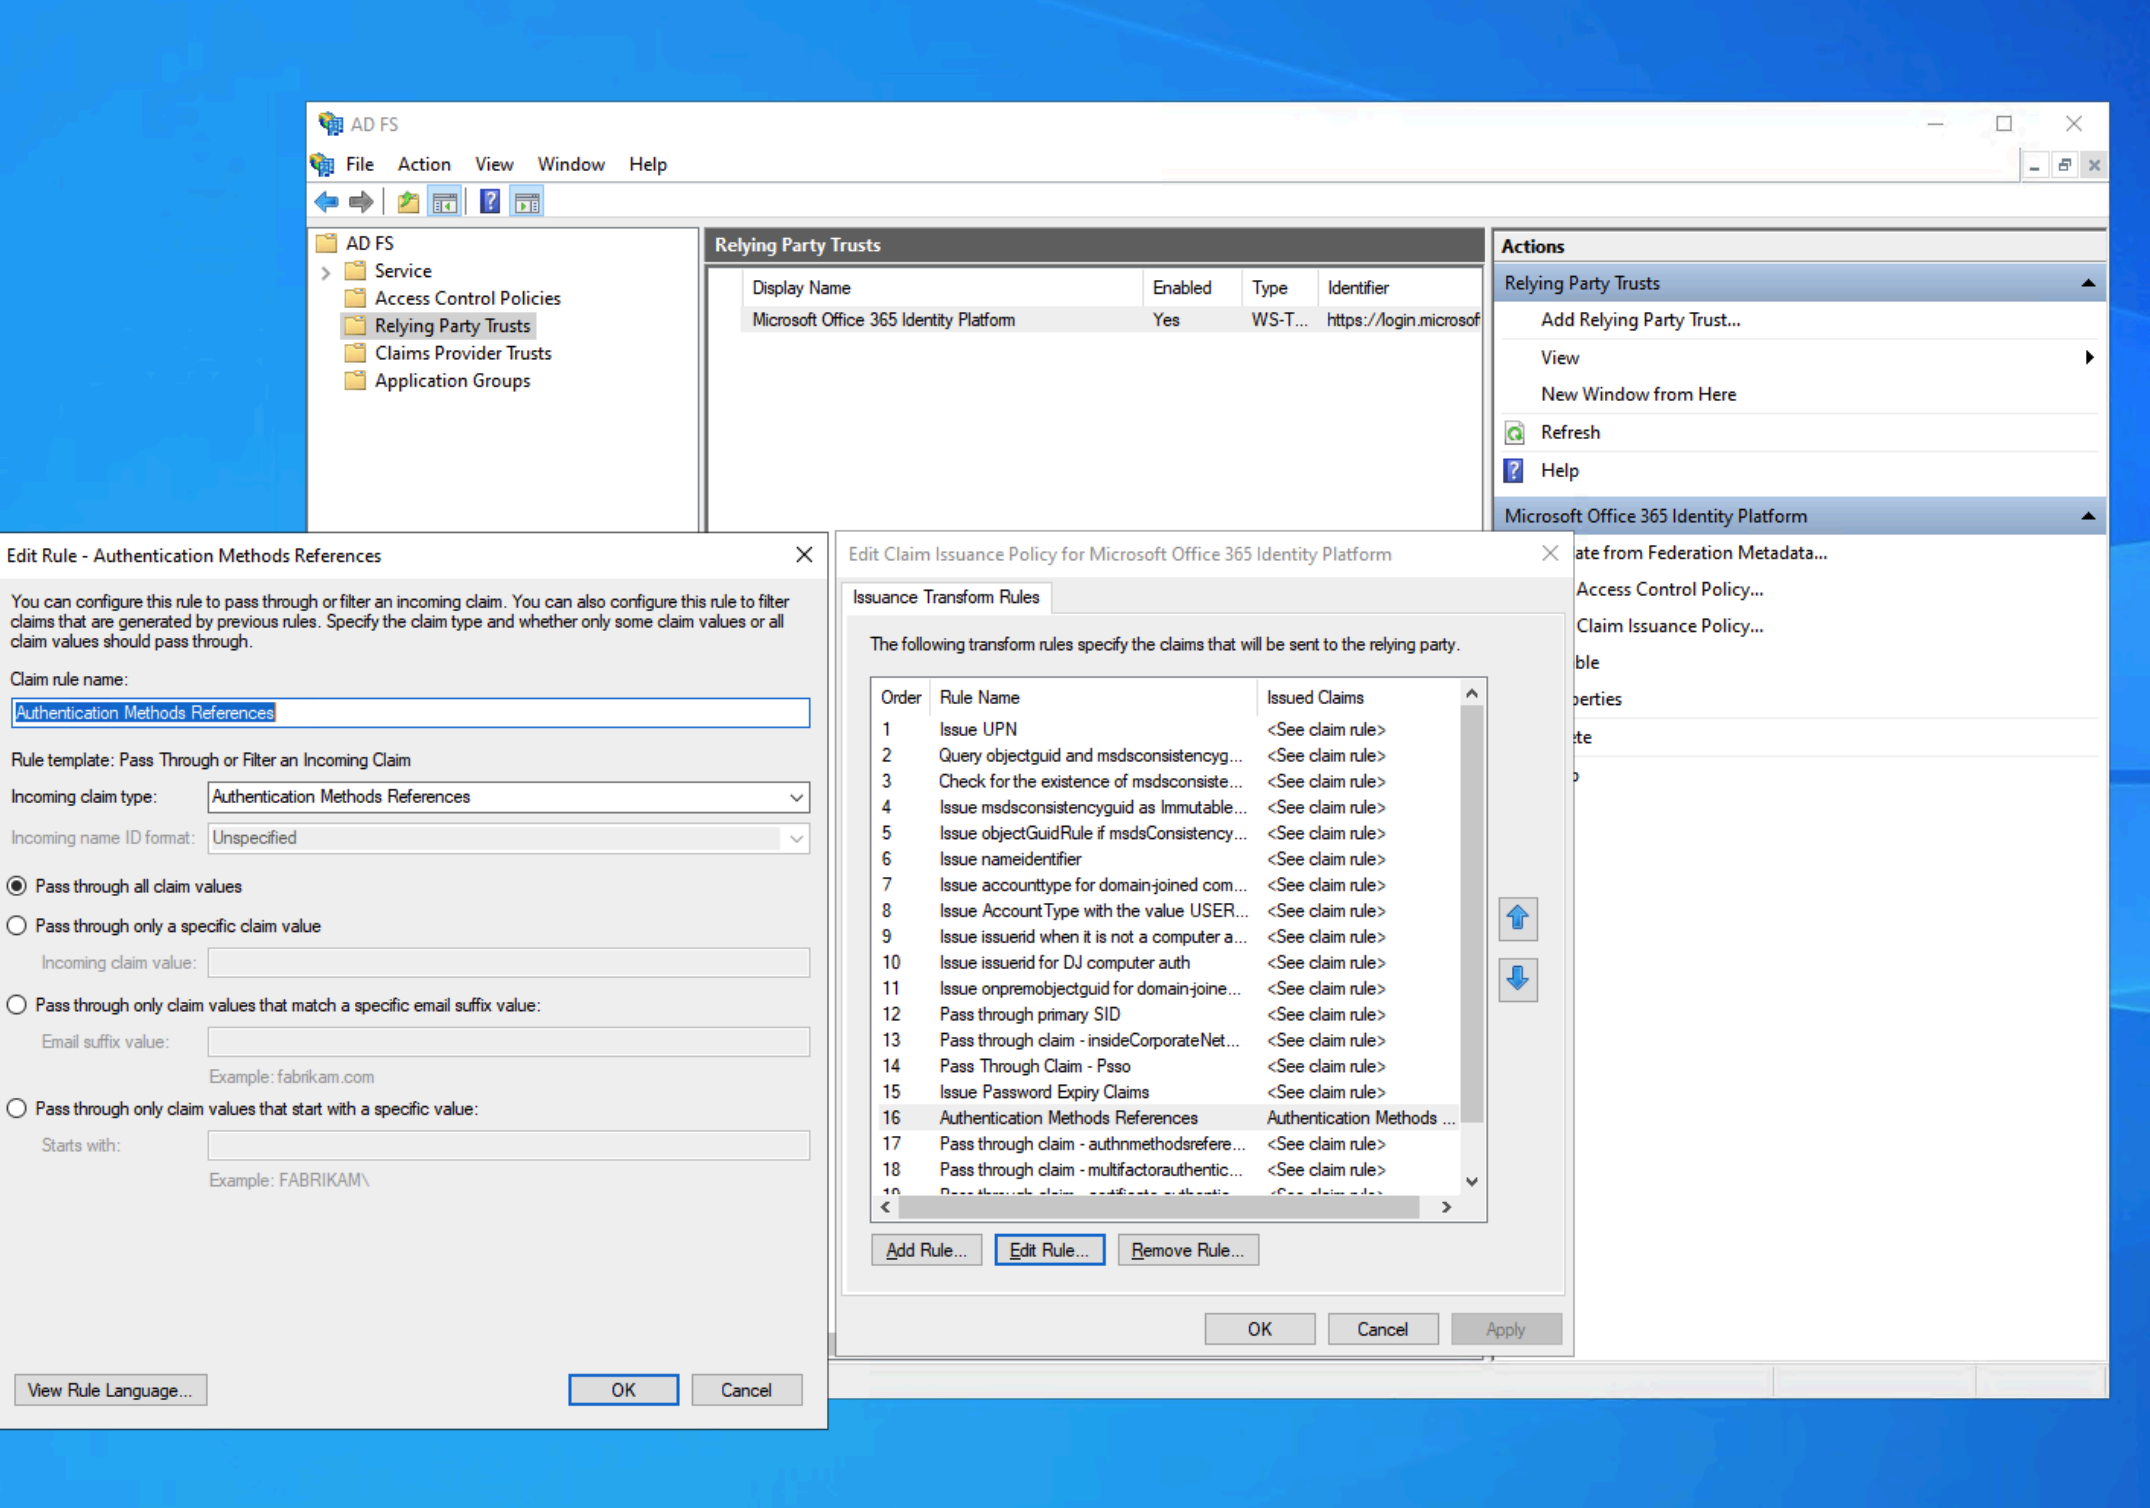 AD FS
File Action View Window Help
AD FS
Service
Access Control Policies
Relying Party Trusts
Claims Provider Trusts
Application Groups
Relying Party Trusts
Display Name Enabled Type Identifier
Microsoft Office 365 Identity Platform Yes WS-T... https://login.microsof
Actions
Relying Party Trusts
Add Relying Party Trust...
View
New Window from Here
Refresh
Help
Microsoft Office 365 Identity Platform
ate from Federation Metadata...
Access Control Policy...
Claim Issuance Policy...
ble
perties
ete
p
Edit Rule - Authentication Methods References
You can configure this rule to pass through or filter an incoming claim. You can also configure this rule to filter
claims that are generated by previous rules. Specify the claim type and whether only some claim values or all
claim values should pass through.
Claim rule name:
Authentication Methods References
Rule template: Pass Through or Filter an Incoming Claim
Incoming claim type: Authentication Methods References
Incoming name ID format: Unspecified
Pass through all claim values
Pass through only a specific claim value
Incoming claim value:
Pass through only claim values that match a specific email suffix value:
Email suffix value:
Example: fabrikam.com
Pass through only claim values that start with a specific value:
Starts with:
Example: FABRIKAM\
View Rule Language... OK Cancel
Edit Claim Issuance Policy for Microsoft Office 365 Identity Platform
Issuance Transform Rules
The following transform rules specify the claims that will be sent to the relying party.
Order Rule Name Issued Claims
1 Issue UPN <See claim rule>
2 Query objectguid and msdsconsistencyg... <See claim rule>
3 Check for the existence of msdsconsiste... <See claim rule>
4 Issue msdsconsistencyguid as Immutable... <See claim rule>
5 Issue objectGuidRule if msdsConsistency... <See claim rule>
6 Issue nameidentifier <See claim rule>
7 Issue accounttype for domain-joined com... <See claim rule>
8 Issue AccountType with the value USER... <See claim rule>
9 Issue issuerid when it is not a computer a... <See claim rule>
10 Issue issuerid for DJ computer auth <See claim rule>
11 Issue onpremobjectguid for domain-joine... <See claim rule>
12 Pass through primary SID <See claim rule>
13 Pass through claim - insideCorporateNet... <See claim rule>
14 Pass Through Claim - Psso <See claim rule>
15 Issue Password Expiry Claims <See claim rule>
16 Authentication Methods References Authentication Methods ...
17 Pass through claim - authnmethodsrefere... <See claim rule>
18 Pass through claim - multifactorauthentic... <See claim rule>
19 Pass through claim - certificate authentic... <See claim rule>
Add Rule... Edit Rule... Remove Rule...
OK Cancel Apply